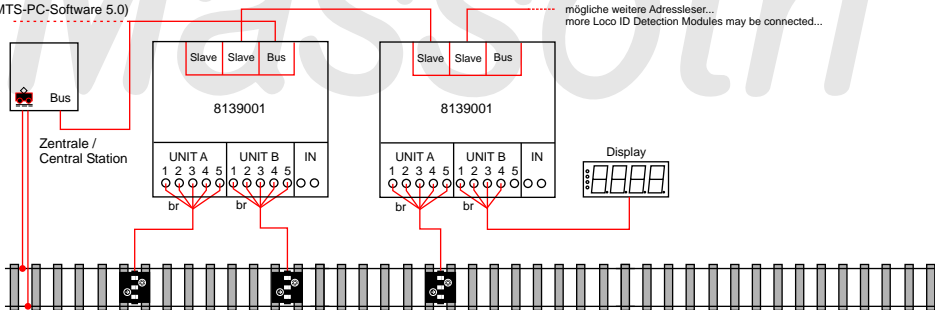 MTS-PC-Software 5.0)
mögliche weitere Adressleser...
more Loco ID Detection Modules may be connected...
Massoth
Bus
Zentrale /
Central Station
Slave Slave Bus
8139001
UNIT A UNIT B IN
1 2 3 4 5 1 2 3 4 5
br br
Slave Slave Bus
8139001
UNIT A UNIT B IN
1 2 3 4 5 1 2 3 4 5
br br
Display